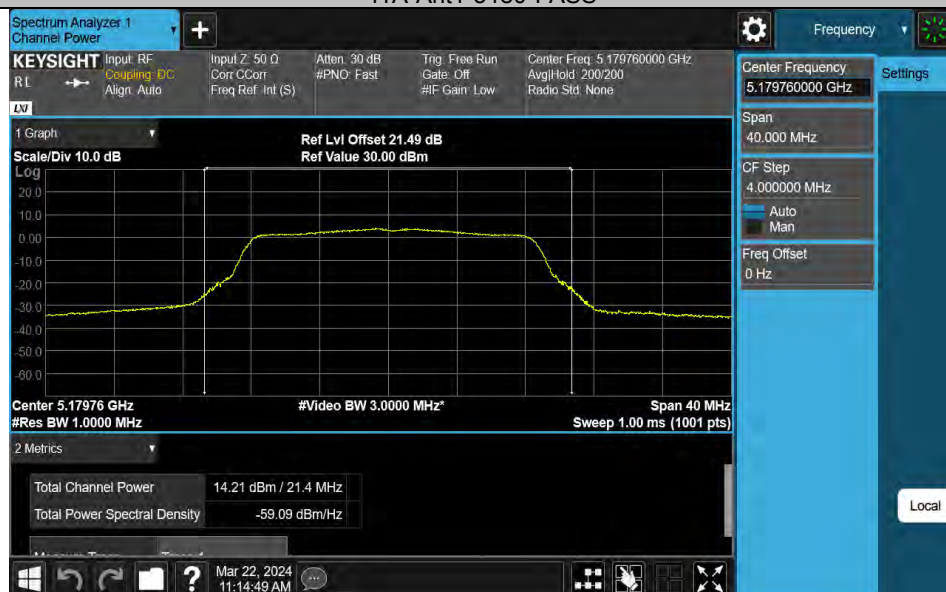 11A-Ant1-5180-PASS
Spectrum Analyzer 1
Channel Power
Frequency
KEYSIGHT
Input: RF
Coupling: DC
Align: Auto
Input Z: 50 Ω
Corr CCorr
Freq Ref: Int (S)
Atten: 30 dB
#PNO: Fast
Trig: Free Run
Gate: Off
#IF Gain: Low
Center Freq: 5.179760000 GHz
Avg|Hold: 200/200
Radio Std: None
RL
LXI
Center Frequency
5.179760000 GHz
Settings
Span
40.000 MHz
CF Step
4.000000 MHz
Auto
Man
Freq Offset
0 Hz
Local
1 Graph
Scale/Div 10.0 dB
Ref Lvl Offset 21.49 dB
Ref Value 30.00 dBm
Log
20.0
10.0
0.00
-10.0
-20.0
-30.0
-40.0
-50.0
-60.0
Center 5.17976 GHz
#Video BW 3.0000 MHz*
Span 40 MHz
#Res BW 1.0000 MHz
Sweep 1.00 ms (1001 pts)
2 Metrics
Total Channel Power 14.21 dBm / 21.4 MHz
Total Power Spectral Density -59.09 dBm/Hz
?
Mar 22, 2024
11:14:49 AM